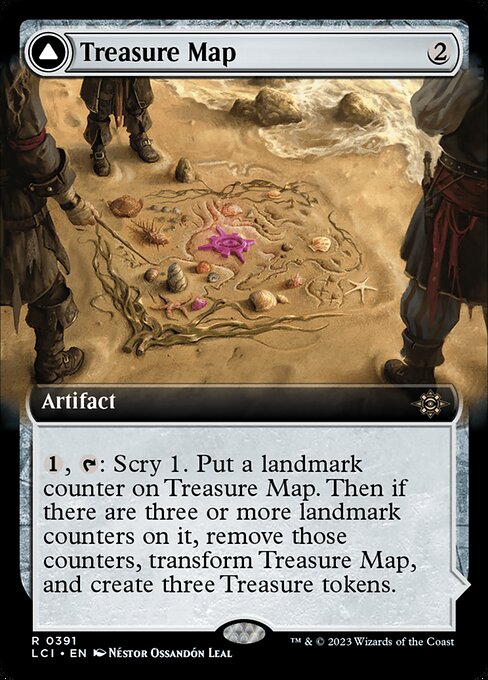 Treasure Map 2
Artifact
1, T: Scry 1. Put a landmark
counter on Treasure Map. Then if
there are three or more landmark
counters on it, remove those
counters, transform Treasure Map,
and create three Treasure tokens.
R 0391
LCI • EN Néstor Ossandón Leal
™ & © 2023 Wizards of the Coast